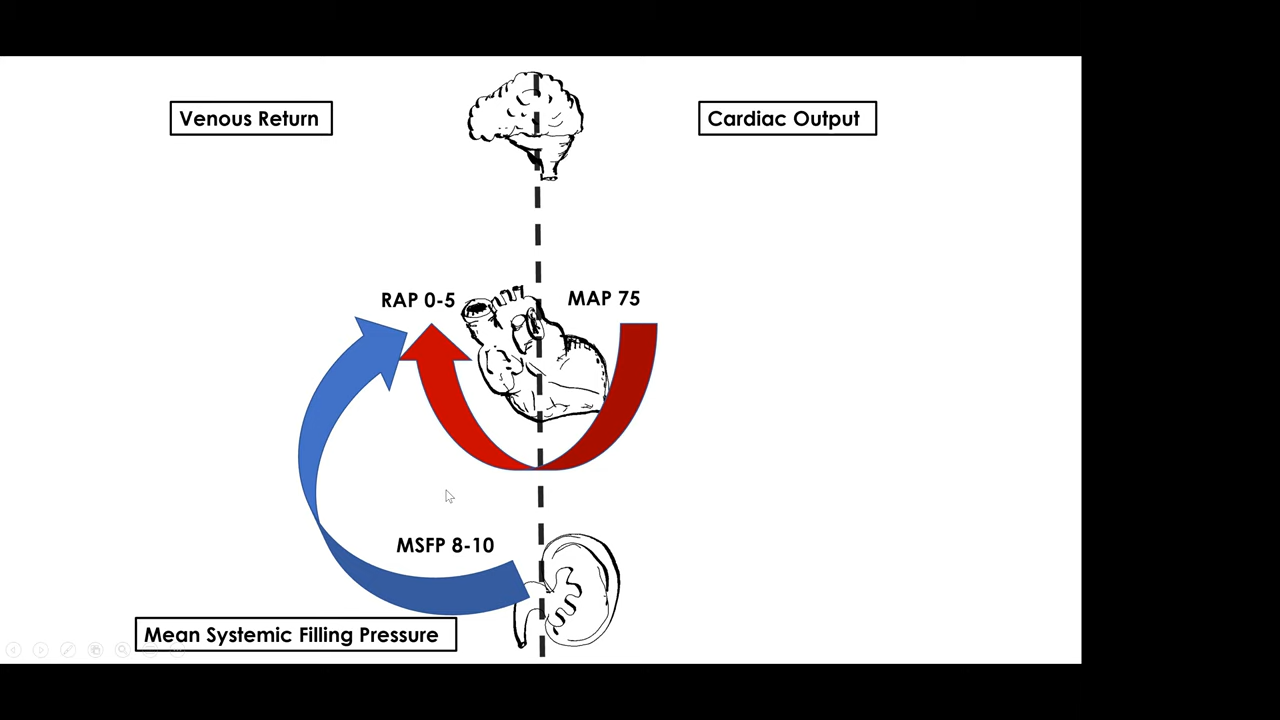 Venous Return
Cardiac Output
RAP 0-5
MAP 75
MSFP 8-10
Mean Systemic Filling Pressure